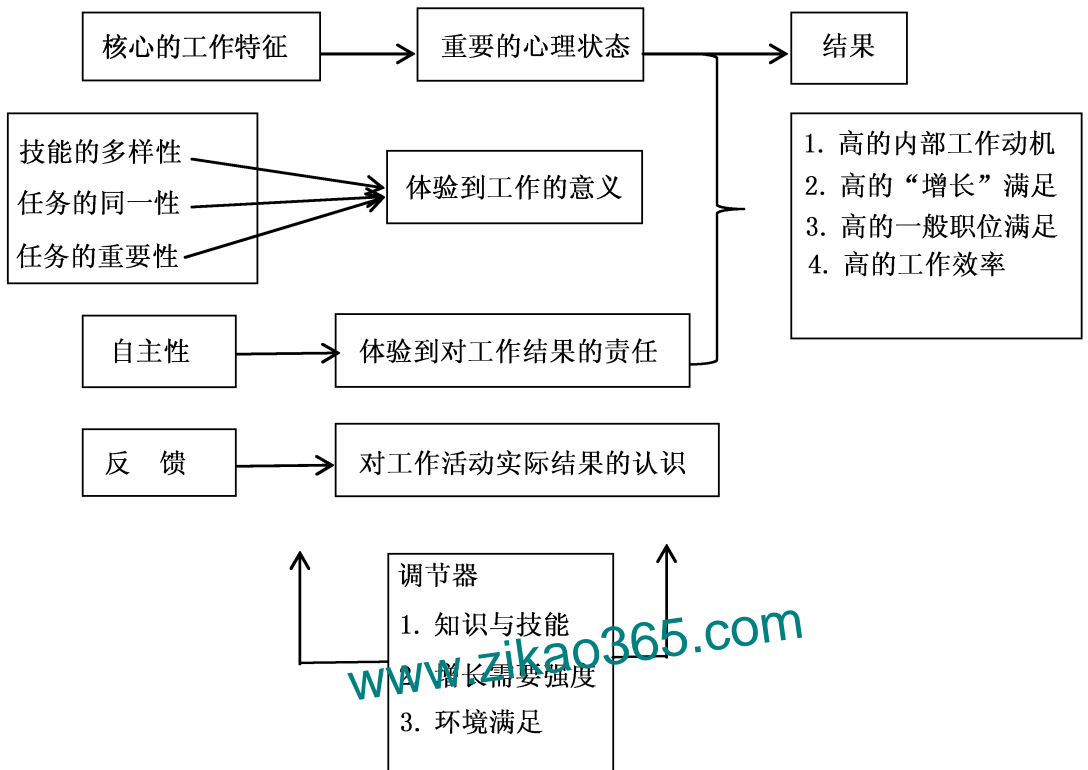 核心的工作特征
重要的心理状态
结果
技能的多样性
任务的同一性
任务的重要性
体验到工作的意义
1. 高的内部工作动机
2. 高的“增长”满足
3. 高的一般职位满足
4. 高的工作效率
自主性
体验到对工作结果的责任
反 馈
对工作活动实际结果的认识
调节器
1. 知识与技能
2. 增长需要强度
3. 环境满足
www.zikao365.com